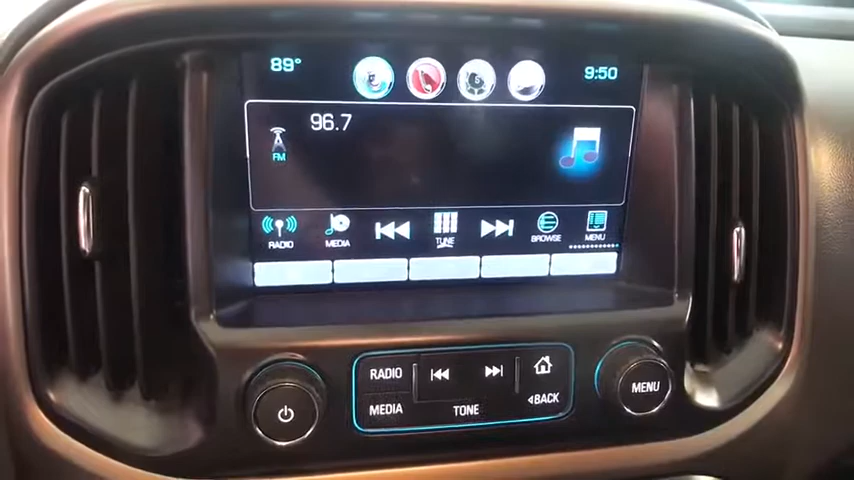 89° 9:50
96.7
FM
RADIO MEDIA TUNE BROWSE MENU
RADIO
MEDIA TONE ◄BACK
MENU